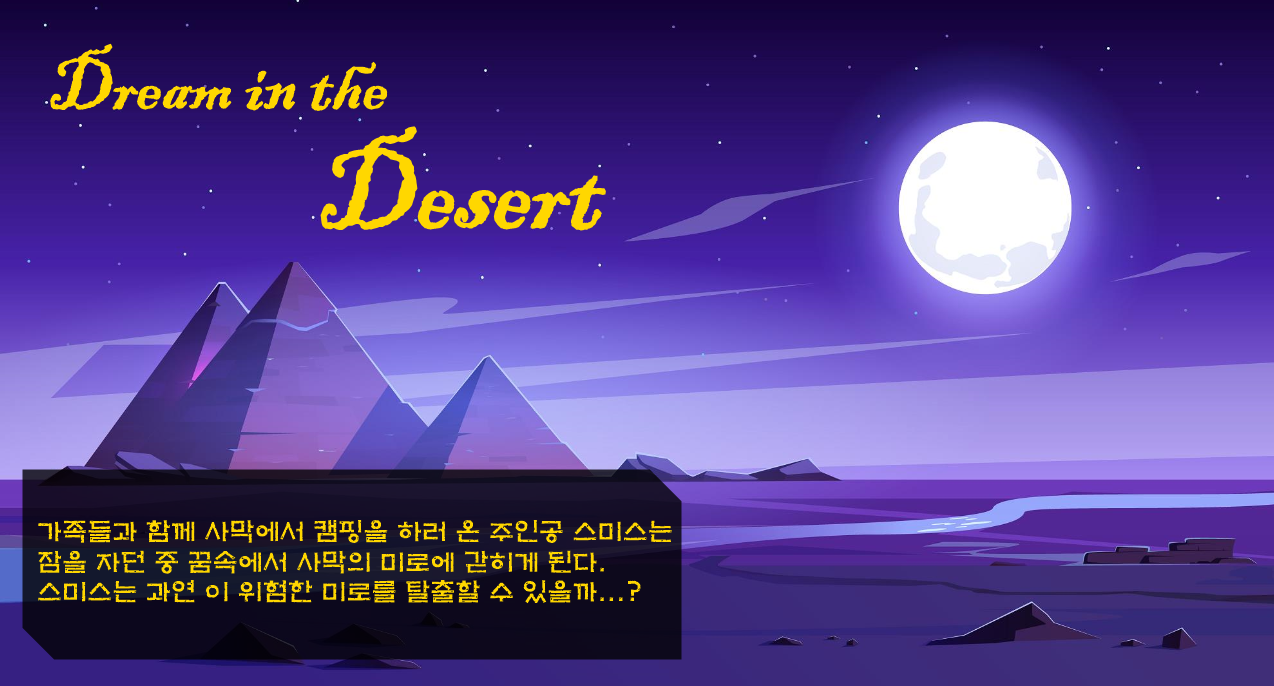 Dream in the
Desert
가족들과 함께 사막에서 캠핑을 하러 온 주인공 스미스는
잠을 자던 중 꿈속에서 사막의 미로에 갇히게 된다.
스미스는 과연 이 위험한 미로를 탈출할 수 있을까...?